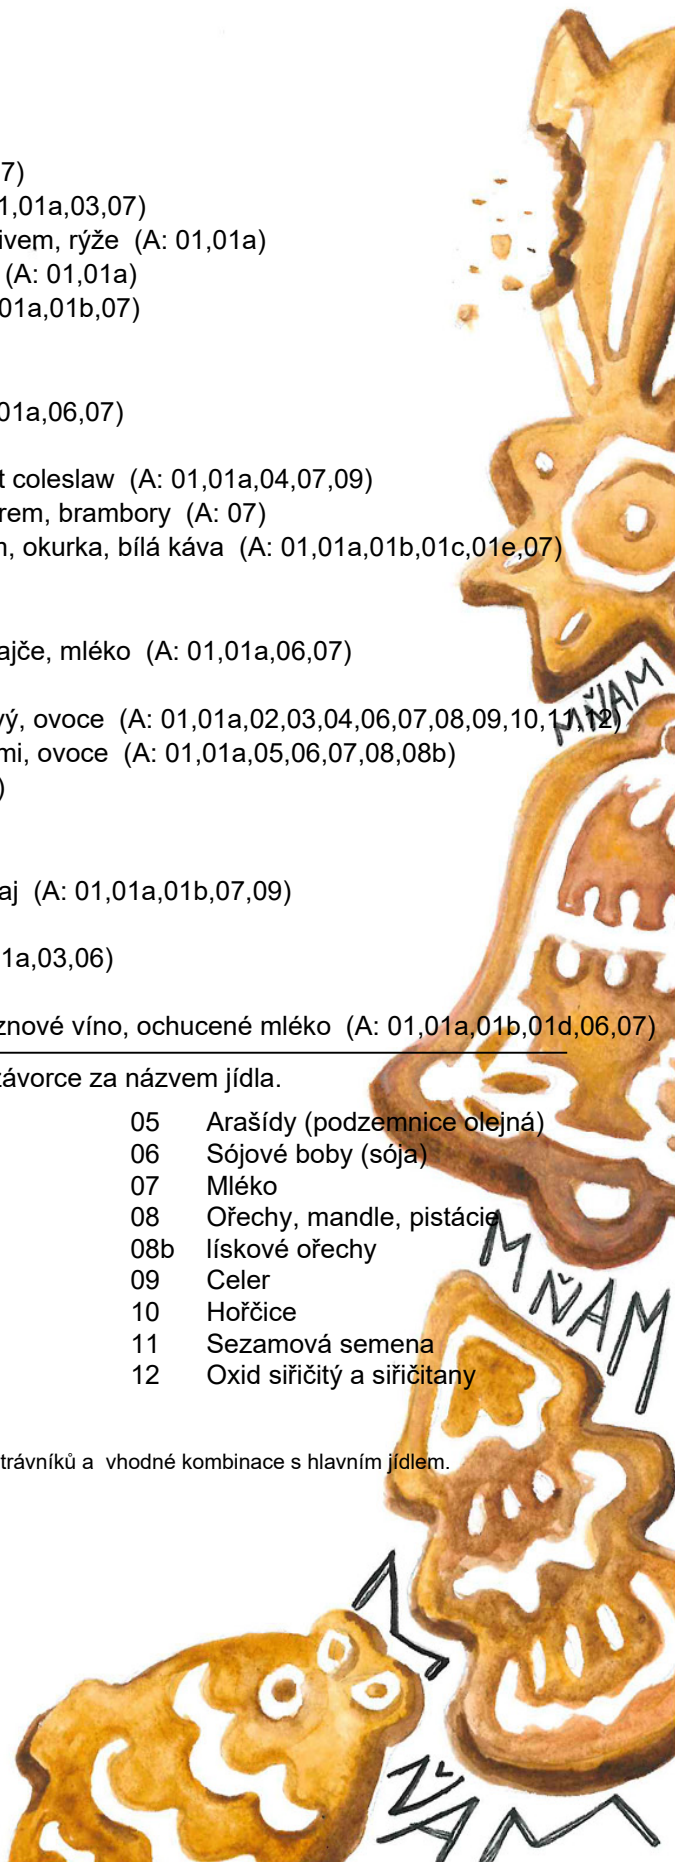 7)
1,01a,03,07)
ivem, rýže (A: 01,01a)
(A: 01,01a)
01a,01b,07)
01a,06,07)
t coleslaw (A: 01,01a,04,07,09)
rem, brambory (A: 07)
, okurka, bílá káva (A: 01,01a,01b,01c,01e,07)
ajče, mléko (A: 01,01a,06,07)
MŇAM
vý, ovoce (A: 01,01a,02,03,04,06,07,08,09,10,11,12)
mi, ovoce (A: 01,01a,05,06,07,08,08b)
)
aj (A: 01,01a,01b,07,09)
1a,03,06)
znové víno, ochucené mléko (A: 01,01a,01b,01d,06,07)
závorce za názvem jídla.
05 Arašídy (podzemnice olejná)
06 Sójové boby (sója)
07 Mléko
08 Ořechy, mandle, pistácie
08b lískové ořechy
09 Celer
10 Hořčice
11 Sezamová semena
12 Oxid siřičitý a siřičitany
MŇAM
trávníků a vhodné kombinace s hlavním jídlem.
MŇAM